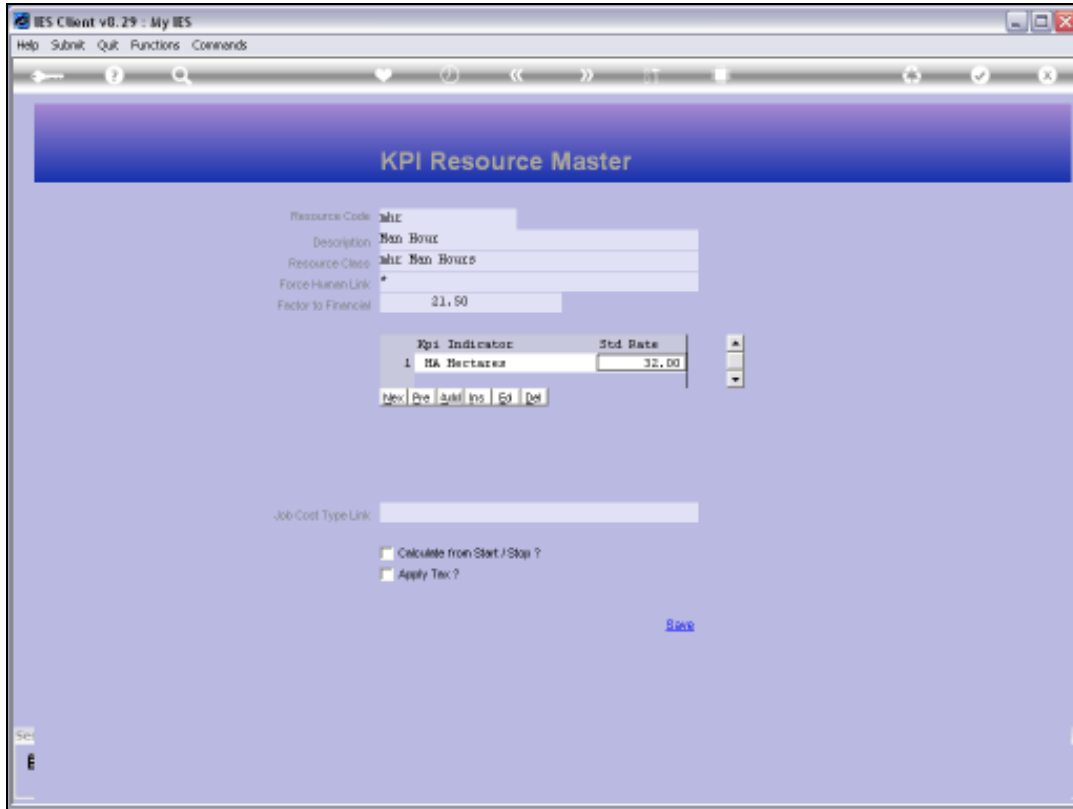 IES Client v8.29 : My IES
Help Submit Quit Functions Commands
KPI Resource Master
Resource Code mhr
Description Man Hour
Resource Class mhr Man Hours
Force Human Link *
Factor to Financial 21.50
Kpi Indicator Std Rate
1 HA Hectares 32.00
Nex Pre Add Ins Ed Del
Job Cost Type Link
Calculate from Start / Stop ?
Apply Tax ?
Save